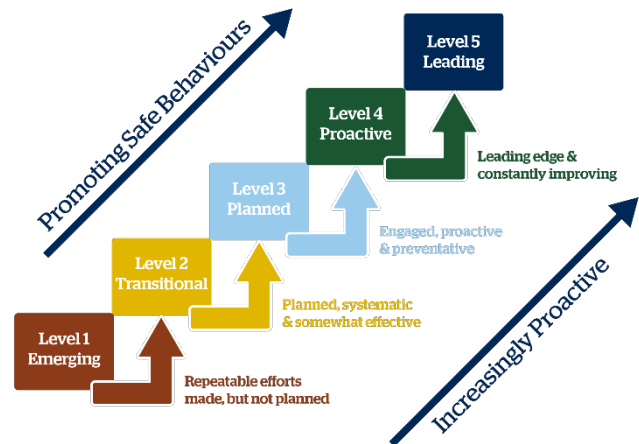 Promoting Safe Behaviours
Level 5
Leading
Level 4
Proactive
Leading edge &
constantly improving
Level 3
Planned
Engaged, proactive
& preventative
Level 2
Transitional
Planned, systematic
& somewhat effective
Level 1
Emerging
Repeatable efforts
made, but not planned
Increasingly Proactive